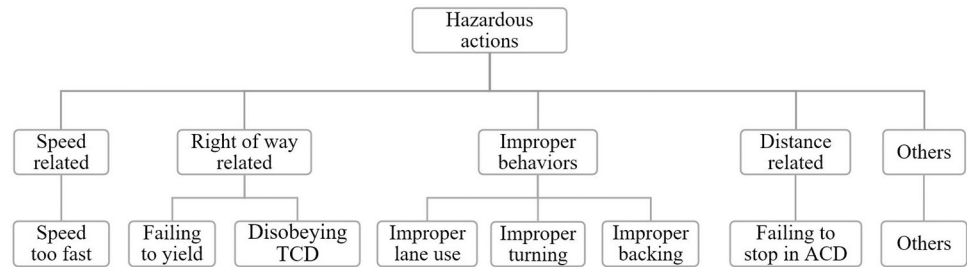 Hazardous
actions
Speed
related
Right of way
related
Improper
behaviors
Distance
related
Others
Speed
too fast
Failing
to yield
Disobeying
TCD
Improper
lane use
Improper
turning
Improper
backing
Failing to
stop in ACD
Others